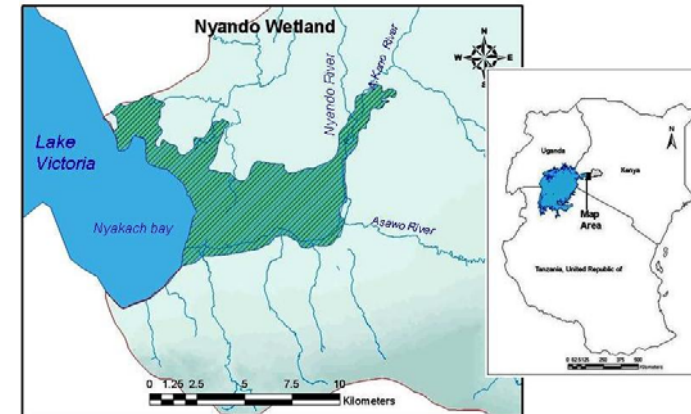 Nyando Wetland
N
W
E
S
Nyando River
Kano River
Lake
Victoria
Nyakach bay
Asawo River
0 1.25 2.5 5 7.5 10
Kilometers
N
Uganda
Kenya
Map
Area
Tanzania, United Republic of
Kilometers